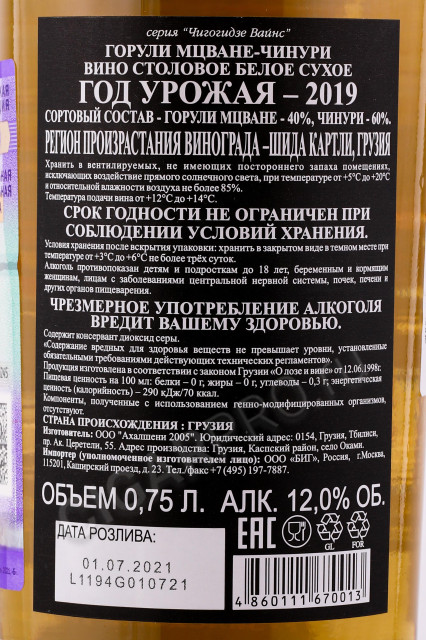 серия "Чигогидзе Вайнс"
ГОРУЛИ МЦВАНЕ-ЧИНУРИ
ВИНО СТОЛОВОЕ БЕЛОЕ СУХОЕ
ГОД УРОЖАЯ – 2019
СОРТОВЫЙ СОСТАВ - ГОРУЛИ МЦВАНЕ - 40%, ЧИНУРИ - 60%.
РЕГИОН ПРОИЗРАСТАНИЯ ВИНОГРАДА –ШИДА КАРТЛИ, ГРУЗИЯ
Хранить в вентилируемых, не имеющих постороннего запаха помещениях,
исключающих воздействие прямого солнечного света, при температуре от +5°С до +20°С
и относительной влажности воздуха не более 85%.
Температура подачи вина от +12°С до +14°С.
СРОК ГОДНОСТИ НЕ ОГРАНИЧЕН ПРИ
СОБЛЮДЕНИИ УСЛОВИЙ ХРАНЕНИЯ.
Условия хранения после вскрытия упаковки: хранить в закрытом виде в темном месте при
температуре от +3°С до +6°С не более трёх суток.
Алкоголь противопоказан детям и подросткам до 18 лет, беременным и кормящим
женщинам, лицам с заболеваниями центральной нервной системы, почек, печени и
других органов пищеварения.
ЧРЕЗМЕРНОЕ УПОТРЕБЛЕНИЕ АЛКОГОЛЯ
ВРЕДИТ ВАШЕМУ ЗДОРОВЬЮ.
Содержит консервант диоксид серы.
«Содержание вредных для здоровья веществ не превышает уровни, установленные
обязательными требованиями действующих технических регламентов».
Продукция изготовлена в соответствии с законом Грузии «О лозе и вине» от 12.06.1998г.
Пищевая ценность на 100 мл: белки – 0 г, жиры – 0 г, углеводы – 0,3 г; энергетическая
ценность (калорийность) – 290 кДж/70 ккал.
Компоненты, полученные с использованием генно-модифицированных организмов,
отсутствуют.
СТРАНА ПРОИСХОЖДЕНИЯ : ГРУЗИЯ
Изготовитель: ООО "Ахалшени 2005". Юридический адрес: 0154, Грузия, Тбилиси,
пр. Ак. Церетели, 55. Адрес производства: Грузия, Каспский район, село Оками.
Импортер (уполномоченное изготовителем лицо): ООО «БИГ», Россия, г.Москва,
115201, Каширский проезд, д. 23. Тел./факс +7 (495) 197-7887.
ОБЪЕМ 0,75 Л. АЛК. 12,0% ОБ.
ДАТА РОЗЛИВА:
01.07.2021
L1194G010721
EAC
GL
FOR
4860111670013